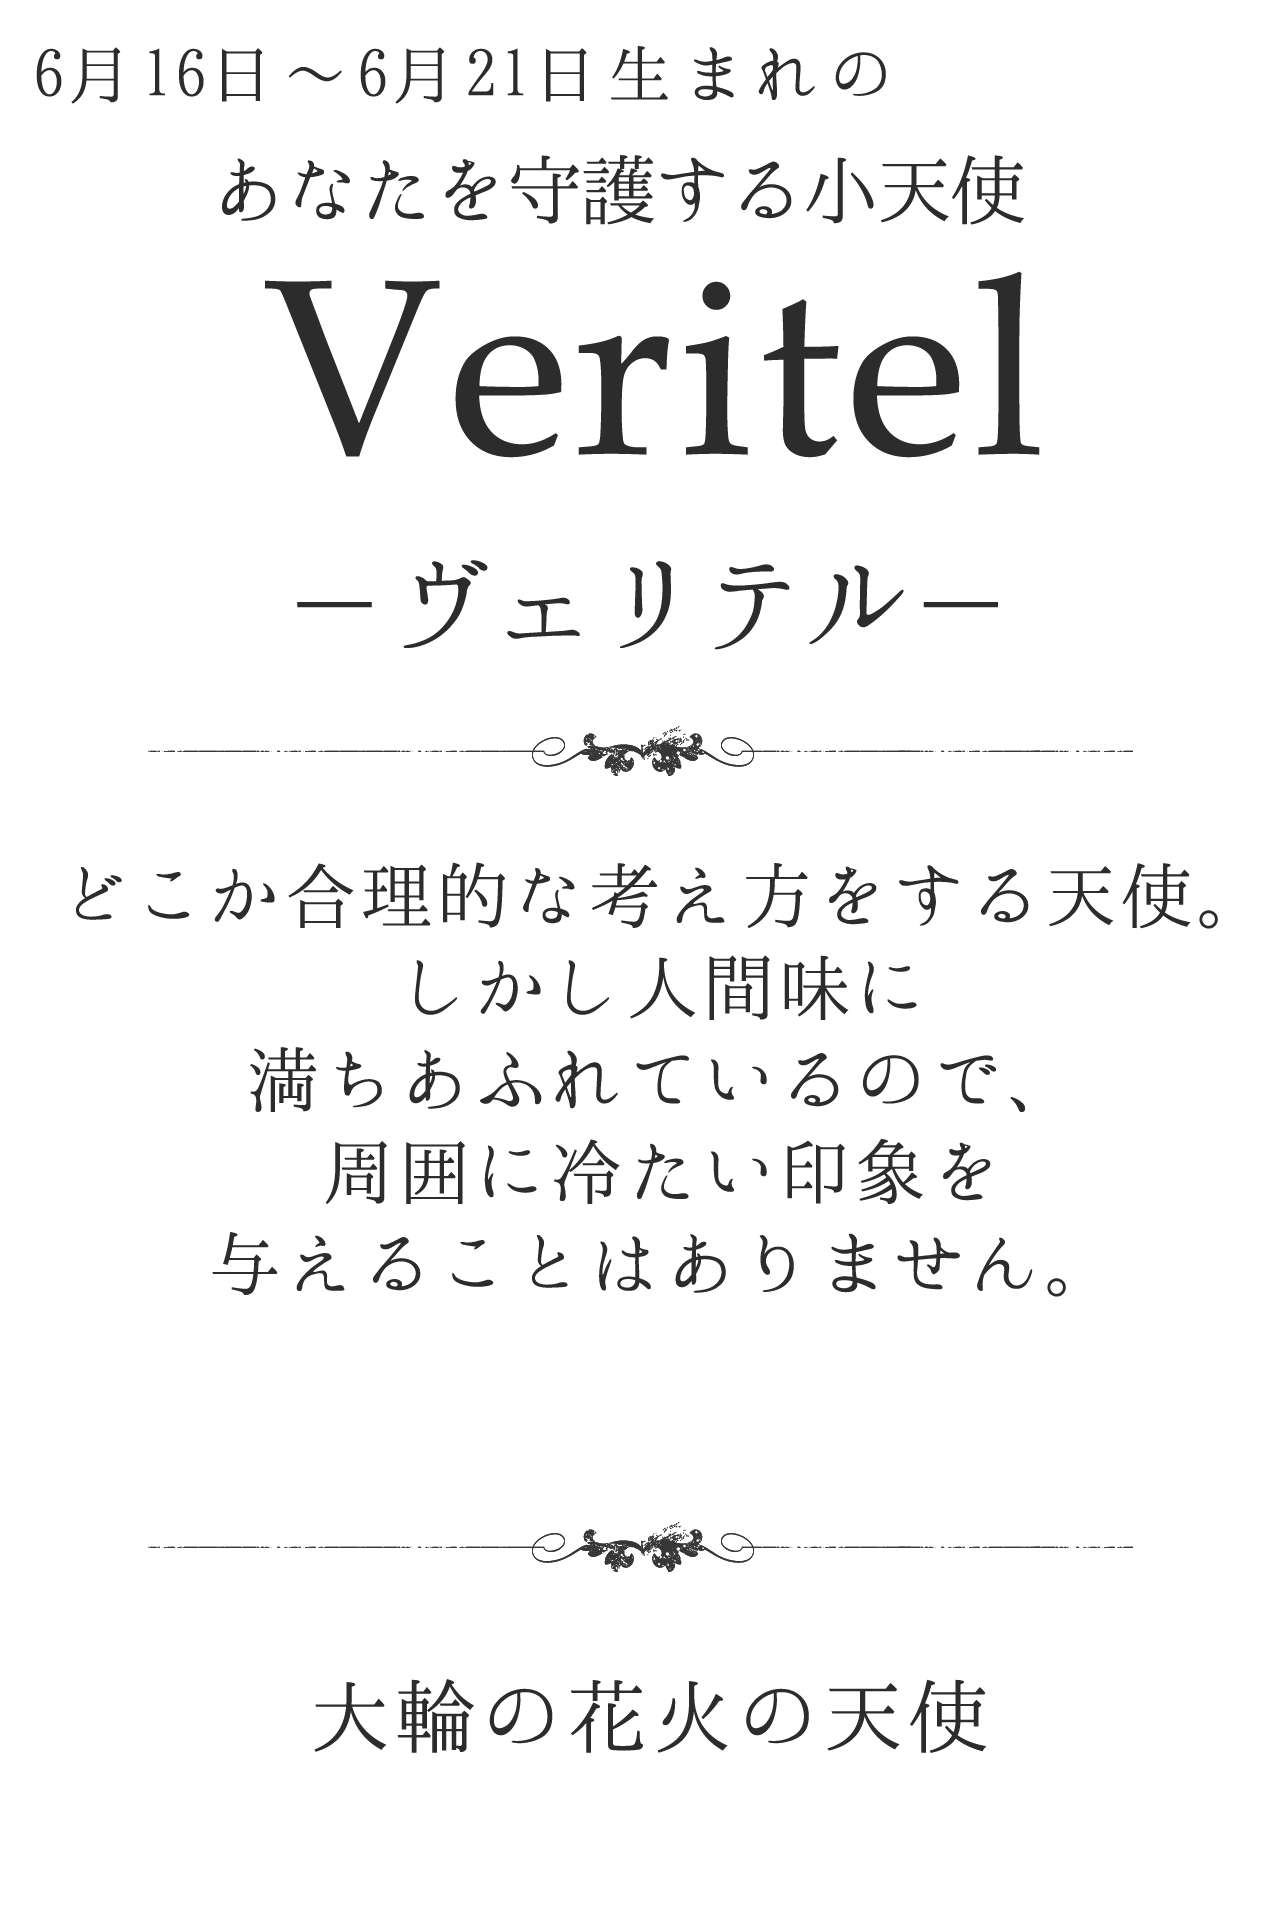 6月16日～6月21日生まれの
あなたを守護する小天使
Veritel
－ヴェリテル－
どこか合理的な考え方をする天使。
しかし人間味に
満ちあふれているので、
周囲に冷たい印象を
与えることはありません。
大輪の花火の天使